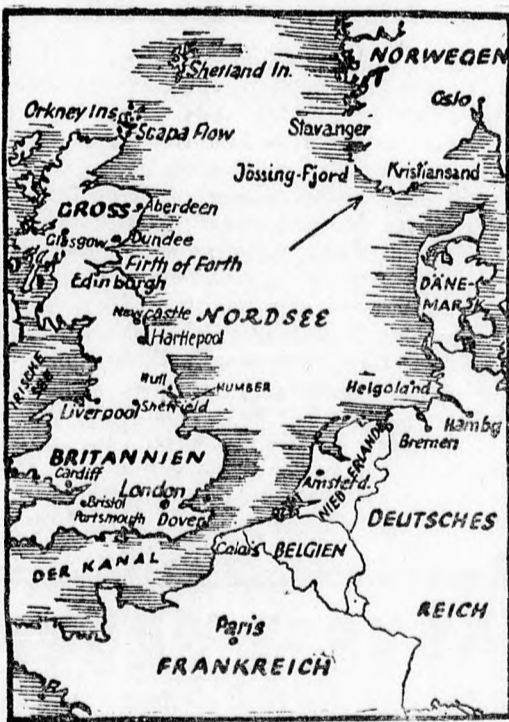 NORWEGEN
Shetland In.
Oslo
Orkney Ins
Scapa Flow
Stavanger
Jössing-Fjord
Kristiansand
GROSS
Aberdeen
Glasgow
Dundee
Firth of Forth
Edinburgh
DÄNE-
MARK
Newcastle
NORDSEE
Hartlepool
IRISCHE
Hull
HUMBER
Helgoland
Liverpool
Sheffield
Hambg
Bremen
BRITANNIEN
Cardiff
Amsterd.
NIEDERLAND
London
Bristol
Portsmouth
Dover
DEUTSCHES
Calais
BELGIEN
DER KANAL
REICH
Paris
FRANKREICH